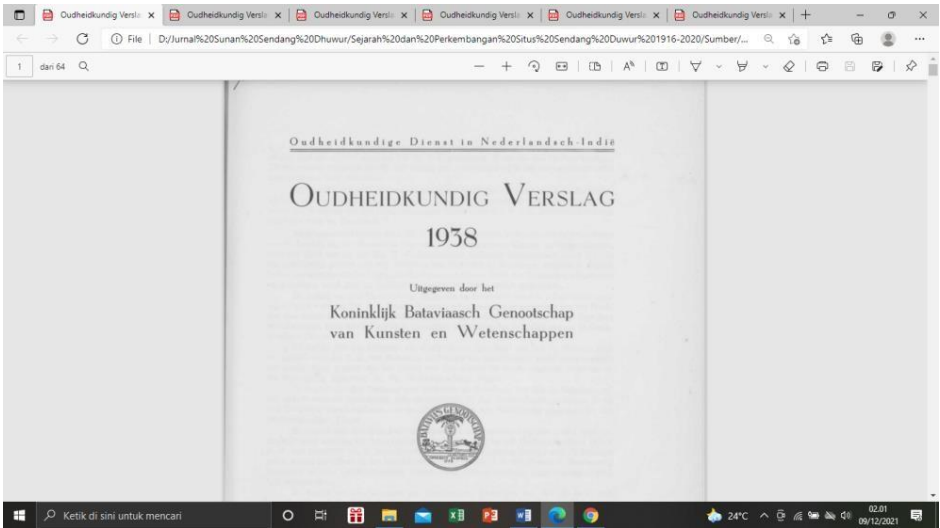 Oudheidkundig Versla
Oudheidkundig Versla
Oudheidkundig Versla
Oudheidkundig Versla
Oudheidkundig Versla
Oudheidkundig Versla
File | D:/Jurnal%20Sunan%20Sendang%20Dhuwur/Sejarah%20dan%20Perkembangan%20Situs%20Sendang%20Duwur%201916-2020/Sumber/...
1 dari 64
Oudheidkundige Dienst in Nederlandsch-Indië
OUDHEIDKUNDIG VERSLAG
1938
Uitgegeven door het
Koninklijk Bataviaasch Genootschap
van Kunsten en Wetenschappen
Ketik di sini untuk mencari
24°C
02.01
09/12/2021